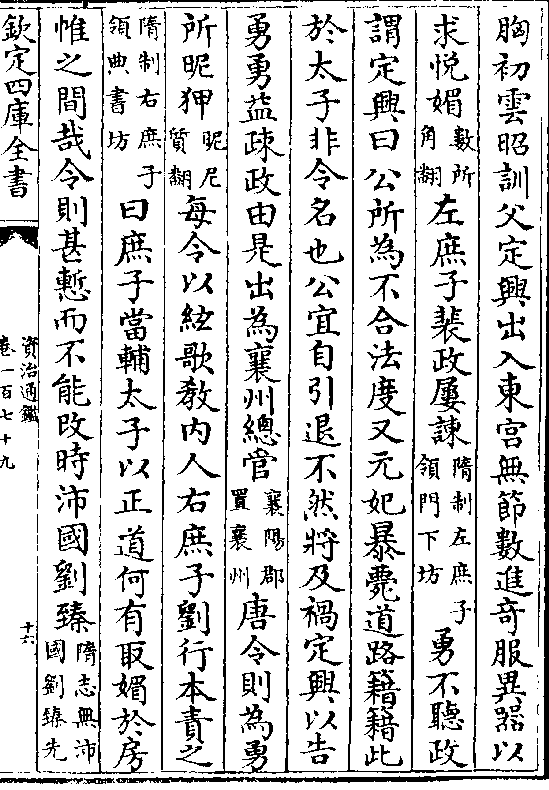 胸初雲昭訓父定興出入東宮無節數進竒服異器以
求悦媚數所角翻左庶子裴政屢諫隋制左庶子領門下坊勇不聽政
謂定興曰公所為不合法度又元妃暴薨道路籍籍此
於太子非令名也公宜自引退不然將及禍定興以告
勇勇益疎政由是出為襄州總管襄陽郡置襄州唐令則為勇
所昵狎昵尼質翻每令以絃歌教内人右庶子劉行本責之
隋制右庶子領典書坊曰庶子當輔太子以正道何有取媚於房
帷之間哉令則甚慙而不能改時沛國劉臻隋志無沛國劉臻先
欽定四庫全書
資治通鑑
卷一百七十九
十六